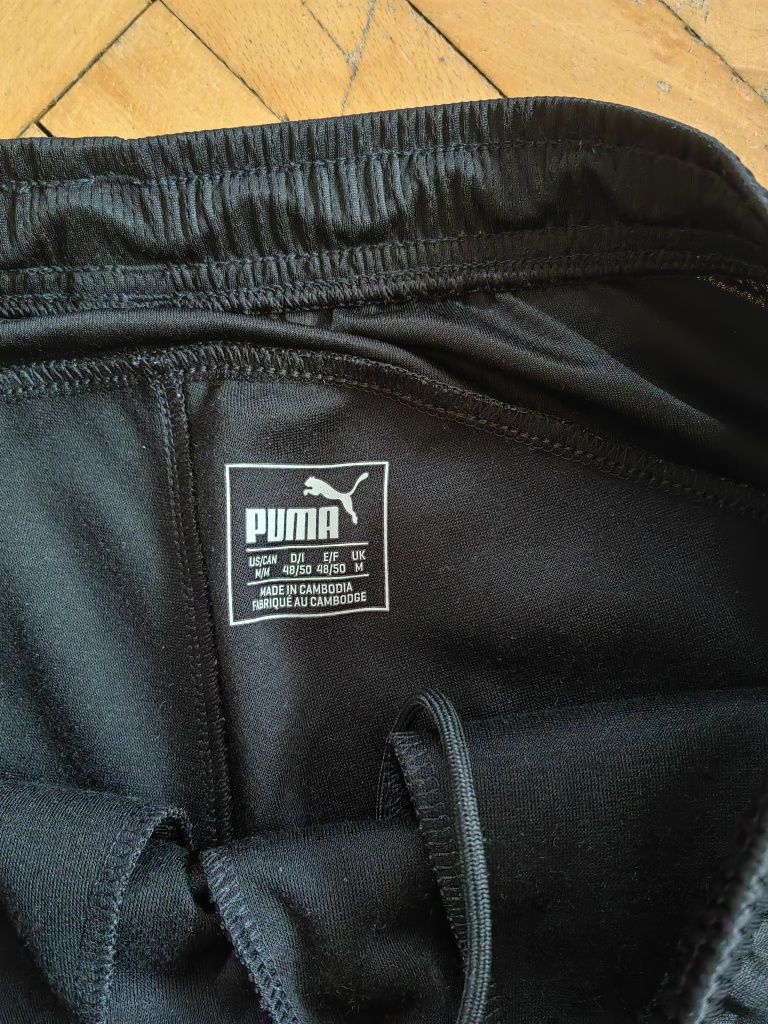 PUMA
US/CAN D/I E/F UK
M/M 48/50 48/50 M
MADE IN CAMBODIA
FABRIQUÉ AU CAMBODGE